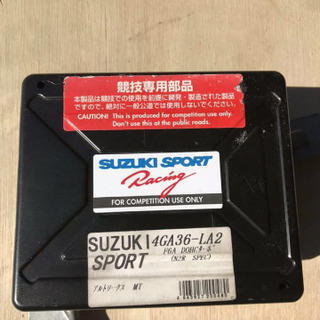 競技専用部品
本製品は競技での使用を前提に開発・製造された製品
ですので、絶対に一般公道では使用しないでください。
CAUTION! This is produced for competition use only.
Don't use this at the public roads.
SUZUKI SPORT
Racing
FOR COMPETITION USE ONLY
SUZUKI SPORT
4GA36-LA2
F6A DOHCターボ
(N2R SPEC)
アルトワークス MT